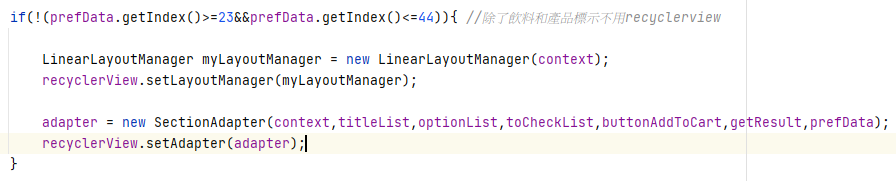 if(!(prefData.getIndex()>=23&&prefData.getIndex()<=44)){ //除了飲料和產品標示不用recyclerview
LinearLayoutManager myLayoutManager = new LinearLayoutManager(context);
recyclerView.setLayoutManager(myLayoutManager);
adapter = new SectionAdapter(context,titleList,optionList,toCheckList,buttonAddToCart,getResult,prefData);
recyclerView.setAdapter(adapter);
}